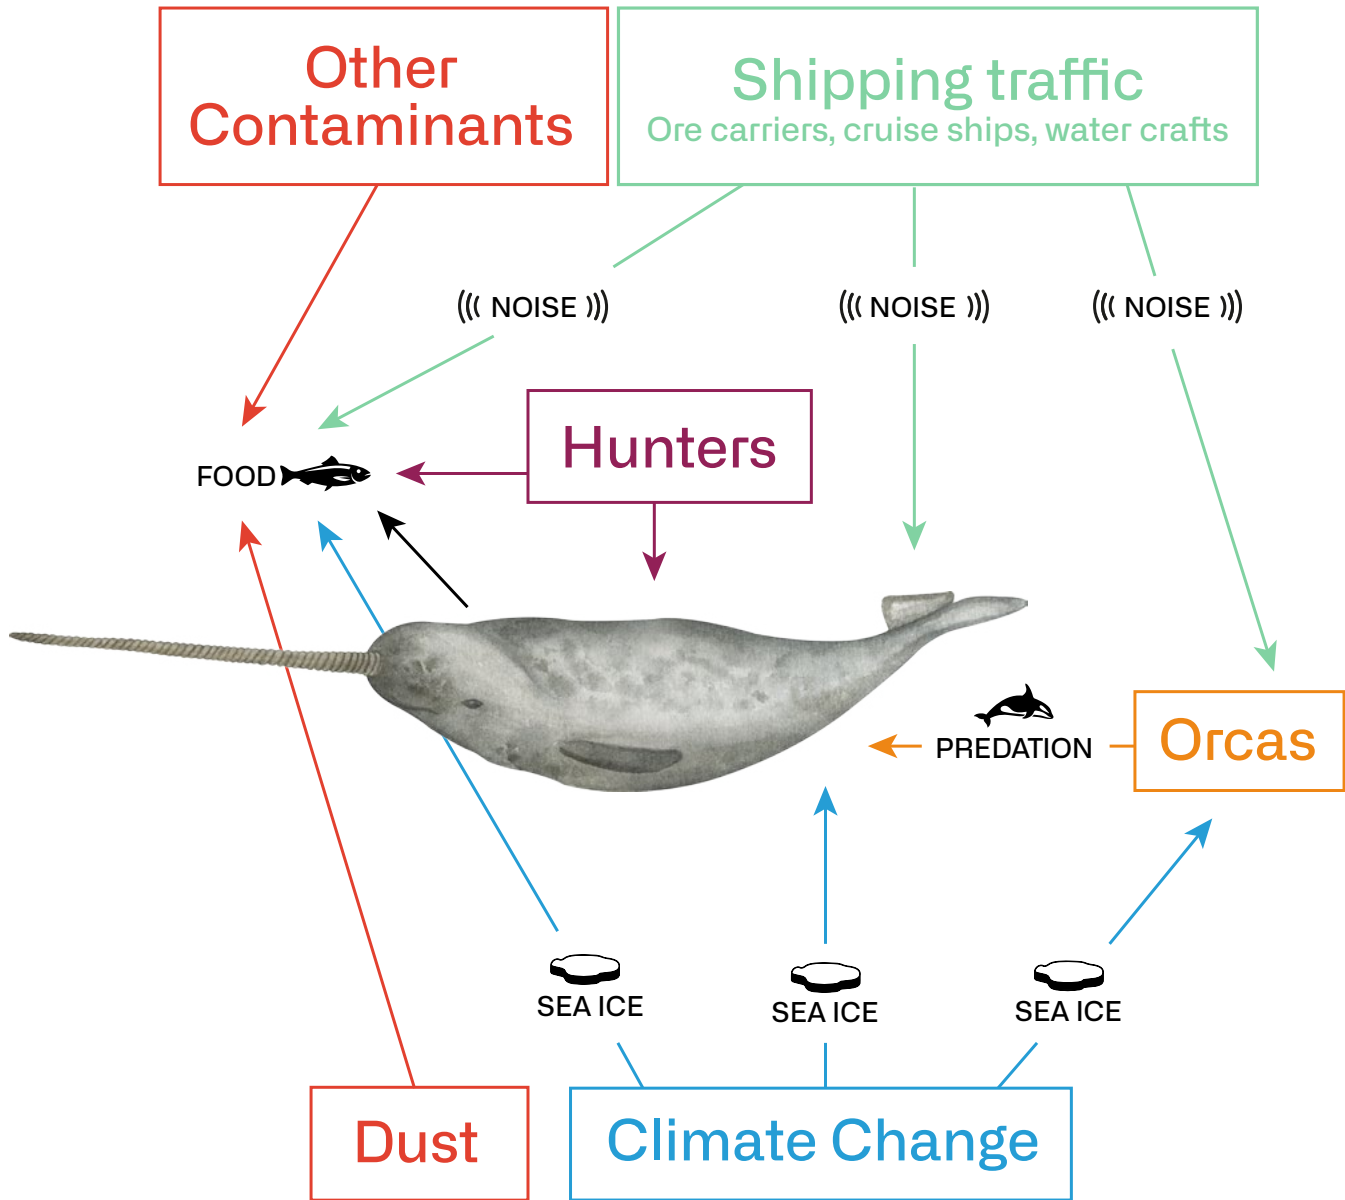 Other
Contaminants
Shipping traffic
Ore carriers, cruise ships, water crafts
NOISE
NOISE
NOISE
Hunters
FOOD
PREDATION
Orcas
SEA ICE
SEA ICE
SEA ICE
Dust
Climate Change